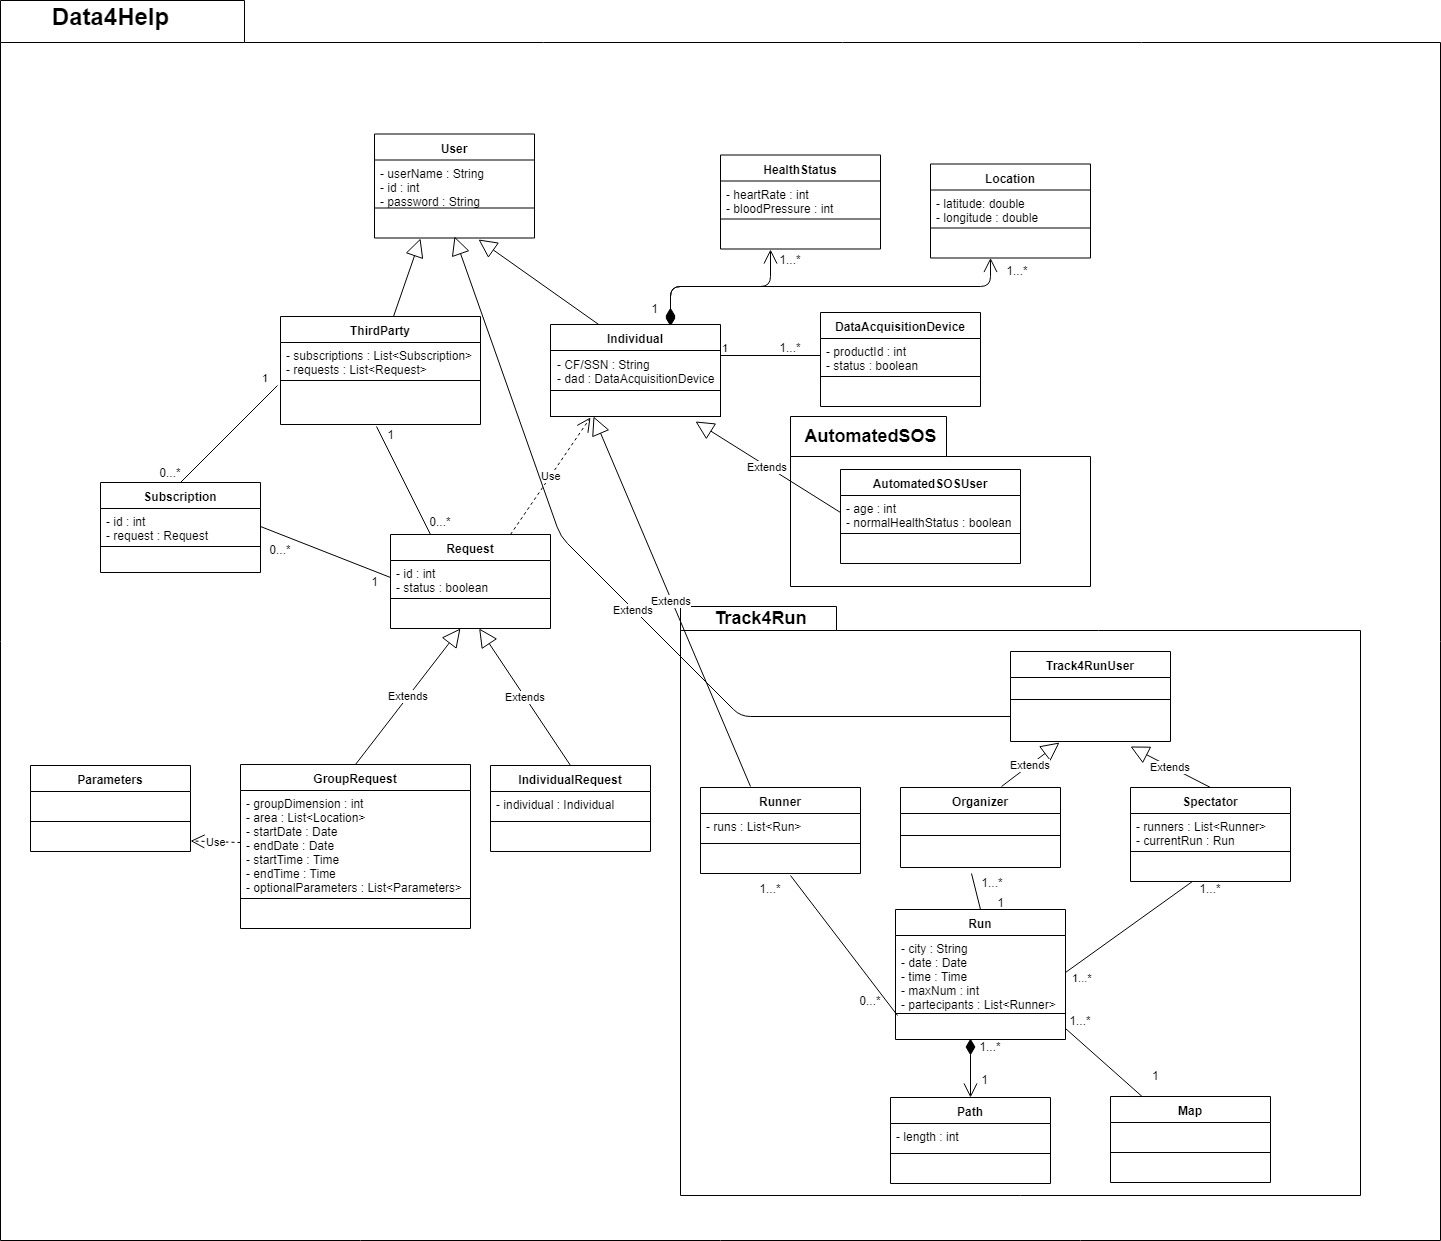 Data4Help
User
- userName : String
- id : int
- password : String
HealthStatus
- heartRate : int
- bloodPressure : int
1...*
Location
- latitude: double
- longitude : double
1...*
ThirdParty
- subscriptions : List<Subscription>
- requests : List<Request>
1
1
1
Individual
- CF/SSN : String
- dad : DataAcquisitionDevice
1
1...*
DataAcquisitionDevice
- productId : int
- status : boolean
AutomatedSOS
Extends
AutomatedSOSUser
- age : int
- normalHealthStatus : boolean
0...*
Subscription
- id : int
- request : Request
0...*
1
0...*
Use
Request
- id : int
- status : boolean
Extends
Extends
Extends
Extends
Track4Run
Track4RunUser
Extends
Extends
Parameters
Use
GroupRequest
- groupDimension : int
- area : List<Location>
- startDate : Date
- endDate : Date
- startTime : Time
- endTime : Time
- optionalParameters : List<Parameters>
IndividualRequest
- individual : Individual
Runner
- runs : List<Run>
1...*
Organizer
1...*
1
Spectator
- runners : List<Runner>
- currentRun : Run
1...*
Run
- city : String
- date : Date
- time : Time
- maxNum : int
- partecipants : List<Runner>
0...*
1...*
1...*
1...*
1
1
Path
- length : int
Map